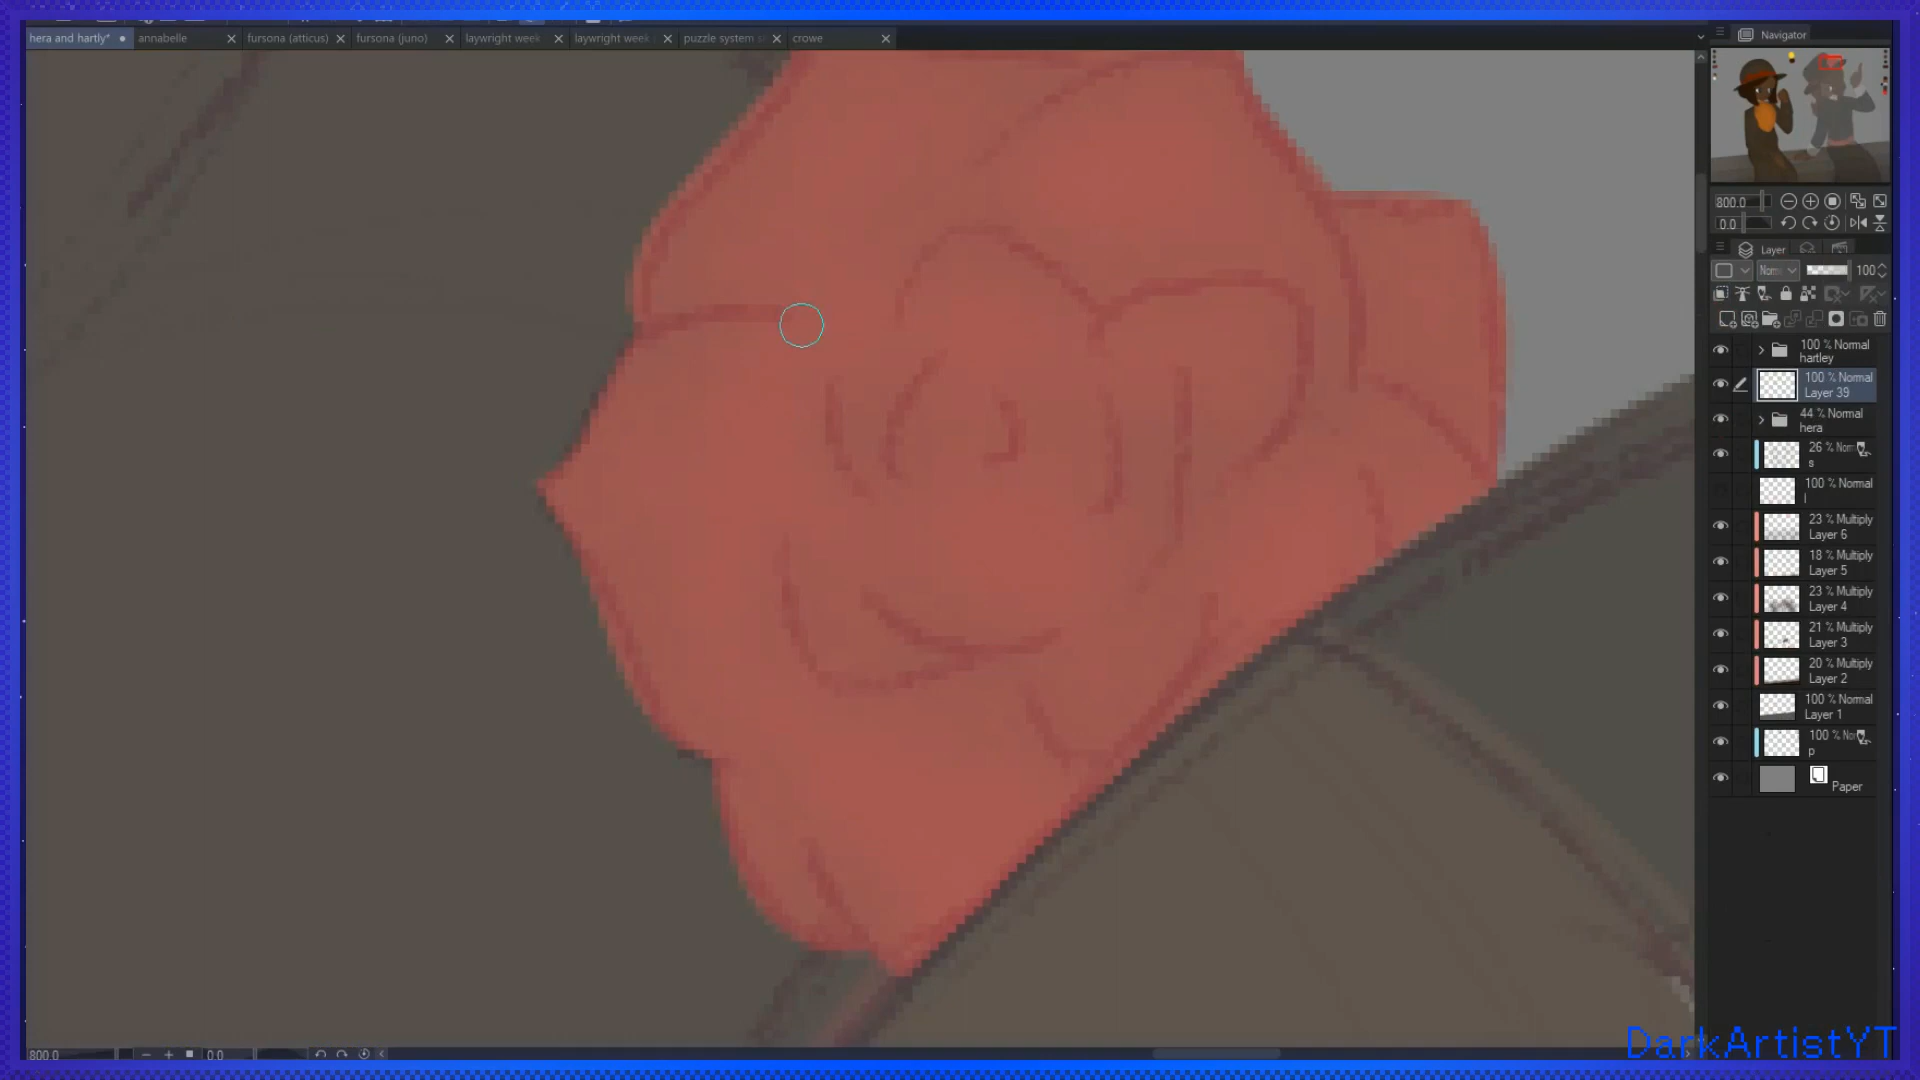 hera and hartly*
annabelle
fursona (atticus)
fursona (juno)
laywright week
laywright week
puzzle system s
crowe
Navigator
800.0
0.0
Layer
Norm
100
100 % Normal
hartley
100 % Normal
Layer 39
44 % Normal
hera
26 % Norm
s
100 % Normal
l
23 % Multiply
Layer 6
18 % Multiply
Layer 5
23 % Multiply
Layer 4
21 % Multiply
Layer 3
20 % Multiply
Layer 2
100 % Normal
Layer 1
100 % Nor
p
Paper
800.0
0.0
DarkArtistYT